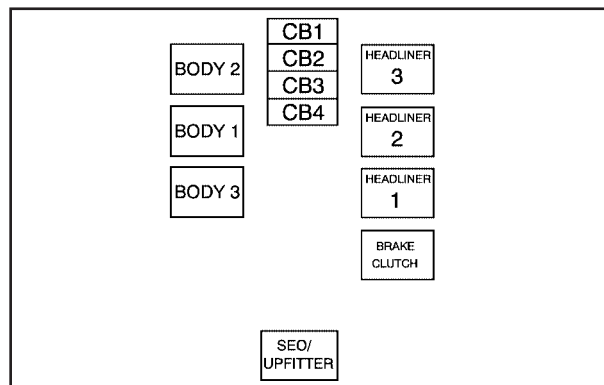 CB1
CB2
CB3
CB4
BODY 2
BODY 1
BODY 3
HEADLINER
3
HEADLINER
2
HEADLINER
1
BRAKE
CLUTCH
SEO/
UPFITTER